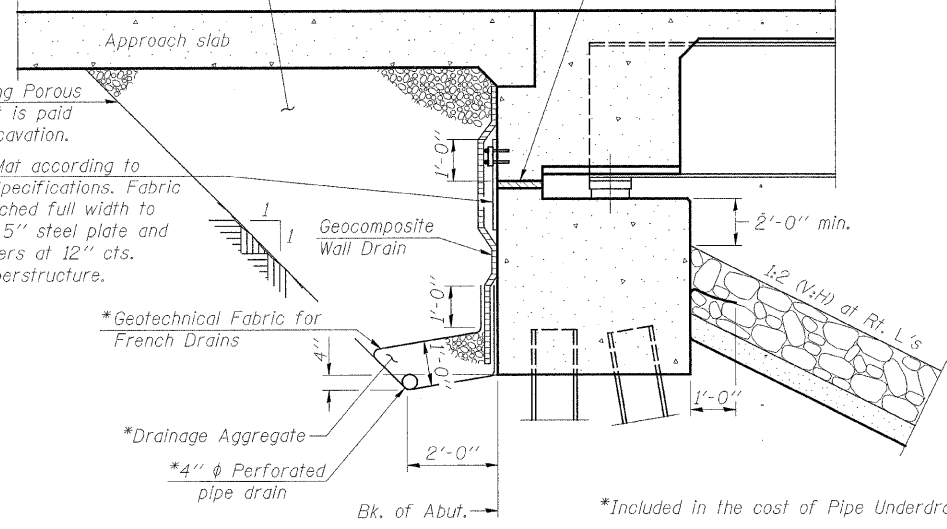 Approach slab
ng Porous
t is paid
cavation.
Mat according to
pecifications. Fabric
ched full width to
5" steel plate and
ers at 12" cts.
perstructure.
1
1
1'-0"
Geocomposite
Wall Drain
2'-0" min.
1:2 (V:H) at Rt. L's
*Geotechnical Fabric for
French Drains
1'-0"
4"
1'-0"
1'-0"
*Drainage Aggregate
2'-0"
*4" ϕ Perforated
pipe drain
Bk. of Abut.
*Included in the cost of Pipe Underdra